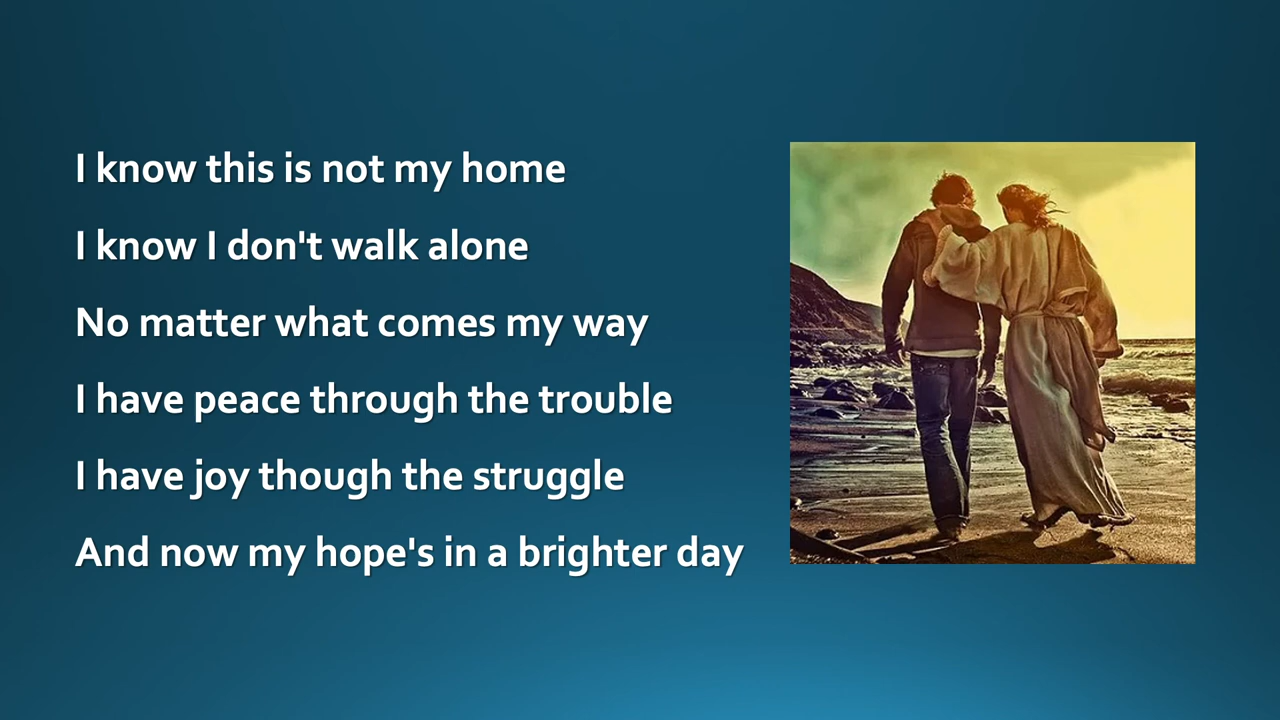 I know this is not my home
I know I don't walk alone
No matter what comes my way
I have peace through the trouble
I have joy though the struggle
And now my hope's in a brighter day